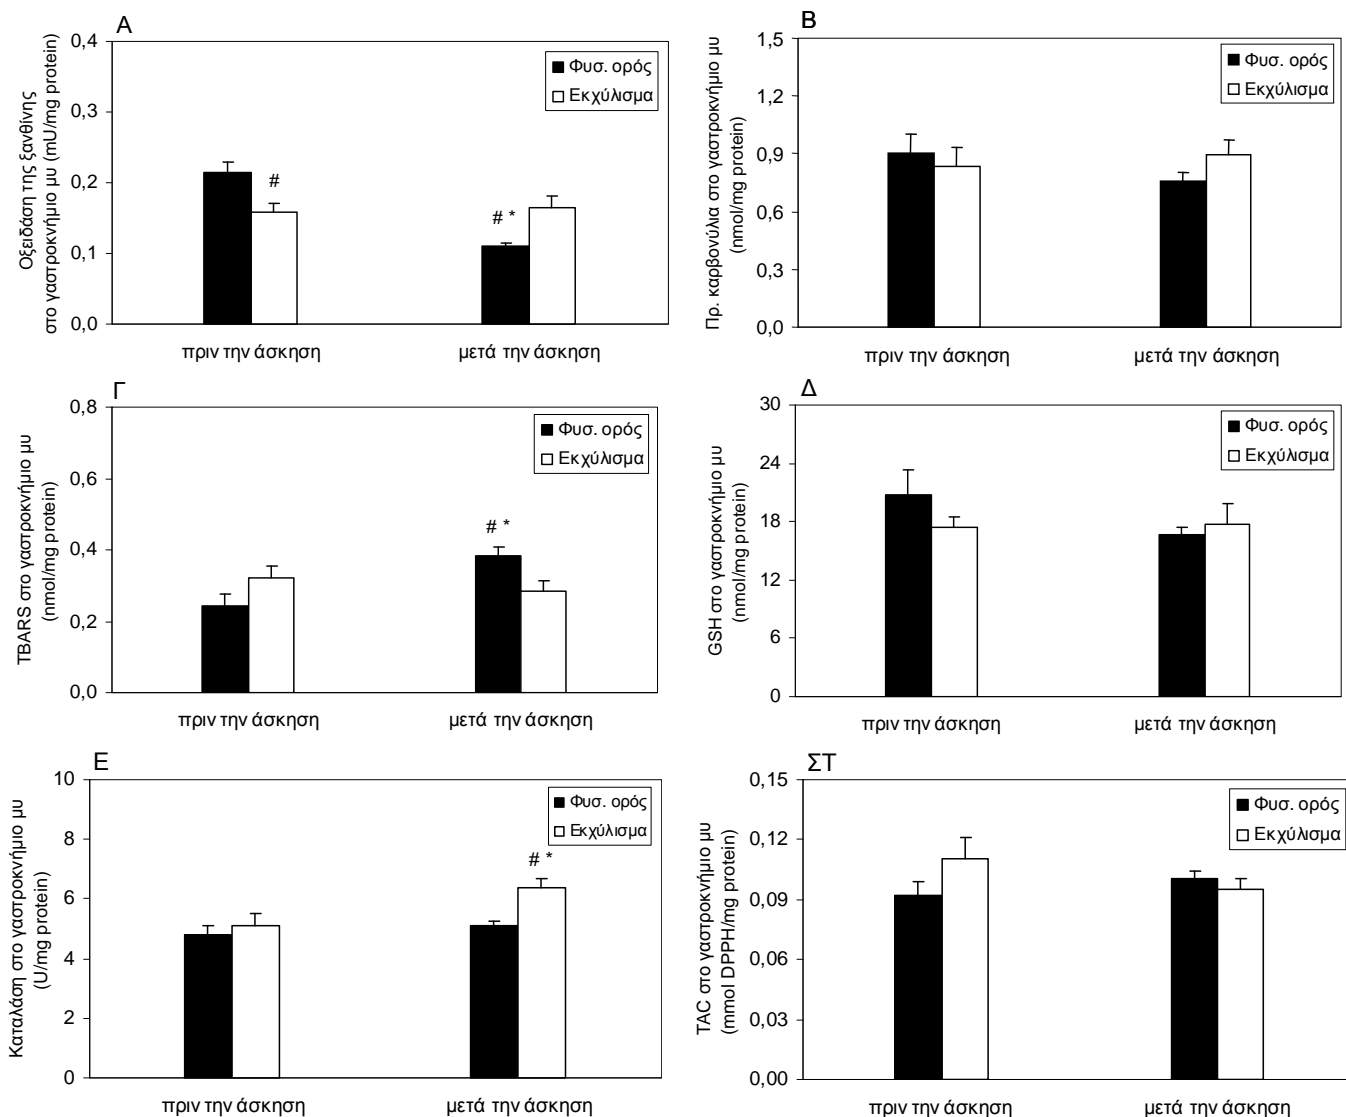 Α
Οξειδάση της ξανθίνης
στο γαστροκνήμιο μυ (mU/mg protein)
0,4
0,3
0,2
0,1
0,0
Φυσ. ορός
Εκχύλισμα
#
# *
πριν την άσκηση
μετά την άσκηση
Β
Πρ. καρβονύλια στο γαστροκνήμιο μυ
(nmol/mg protein)
1,5
1,2
0,9
0,6
0,3
0,0
Φυσ. ορός
Εκχύλισμα
πριν την άσκηση
μετά την άσκηση
Γ
TBARS στο γαστροκνήμιο μυ
(nmol/mg protein)
0,8
0,6
0,4
0,2
0,0
Φυσ. ορός
Εκχύλισμα
# *
πριν την άσκηση
μετά την άσκηση
Δ
GSH στο γαστροκνήμιο μυ
(nmol/mg protein)
30
24
18
12
6
0
Φυσ. ορός
Εκχύλισμα
πριν την άσκηση
μετά την άσκηση
Ε
Καταλάση στο γαστροκνήμιο μυ
(U/mg protein)
10
8
6
4
2
0
Φυσ. ορός
Εκχύλισμα
# *
πριν την άσκηση
μετά την άσκηση
ΣΤ
TAC στο γαστροκνήμιο μυ
(mmol DPPH/mg protein)
0,15
0,12
0,09
0,06
0,03
0,00
Φυσ. ορός
Εκχύλισμα
πριν την άσκηση
μετά την άσκηση